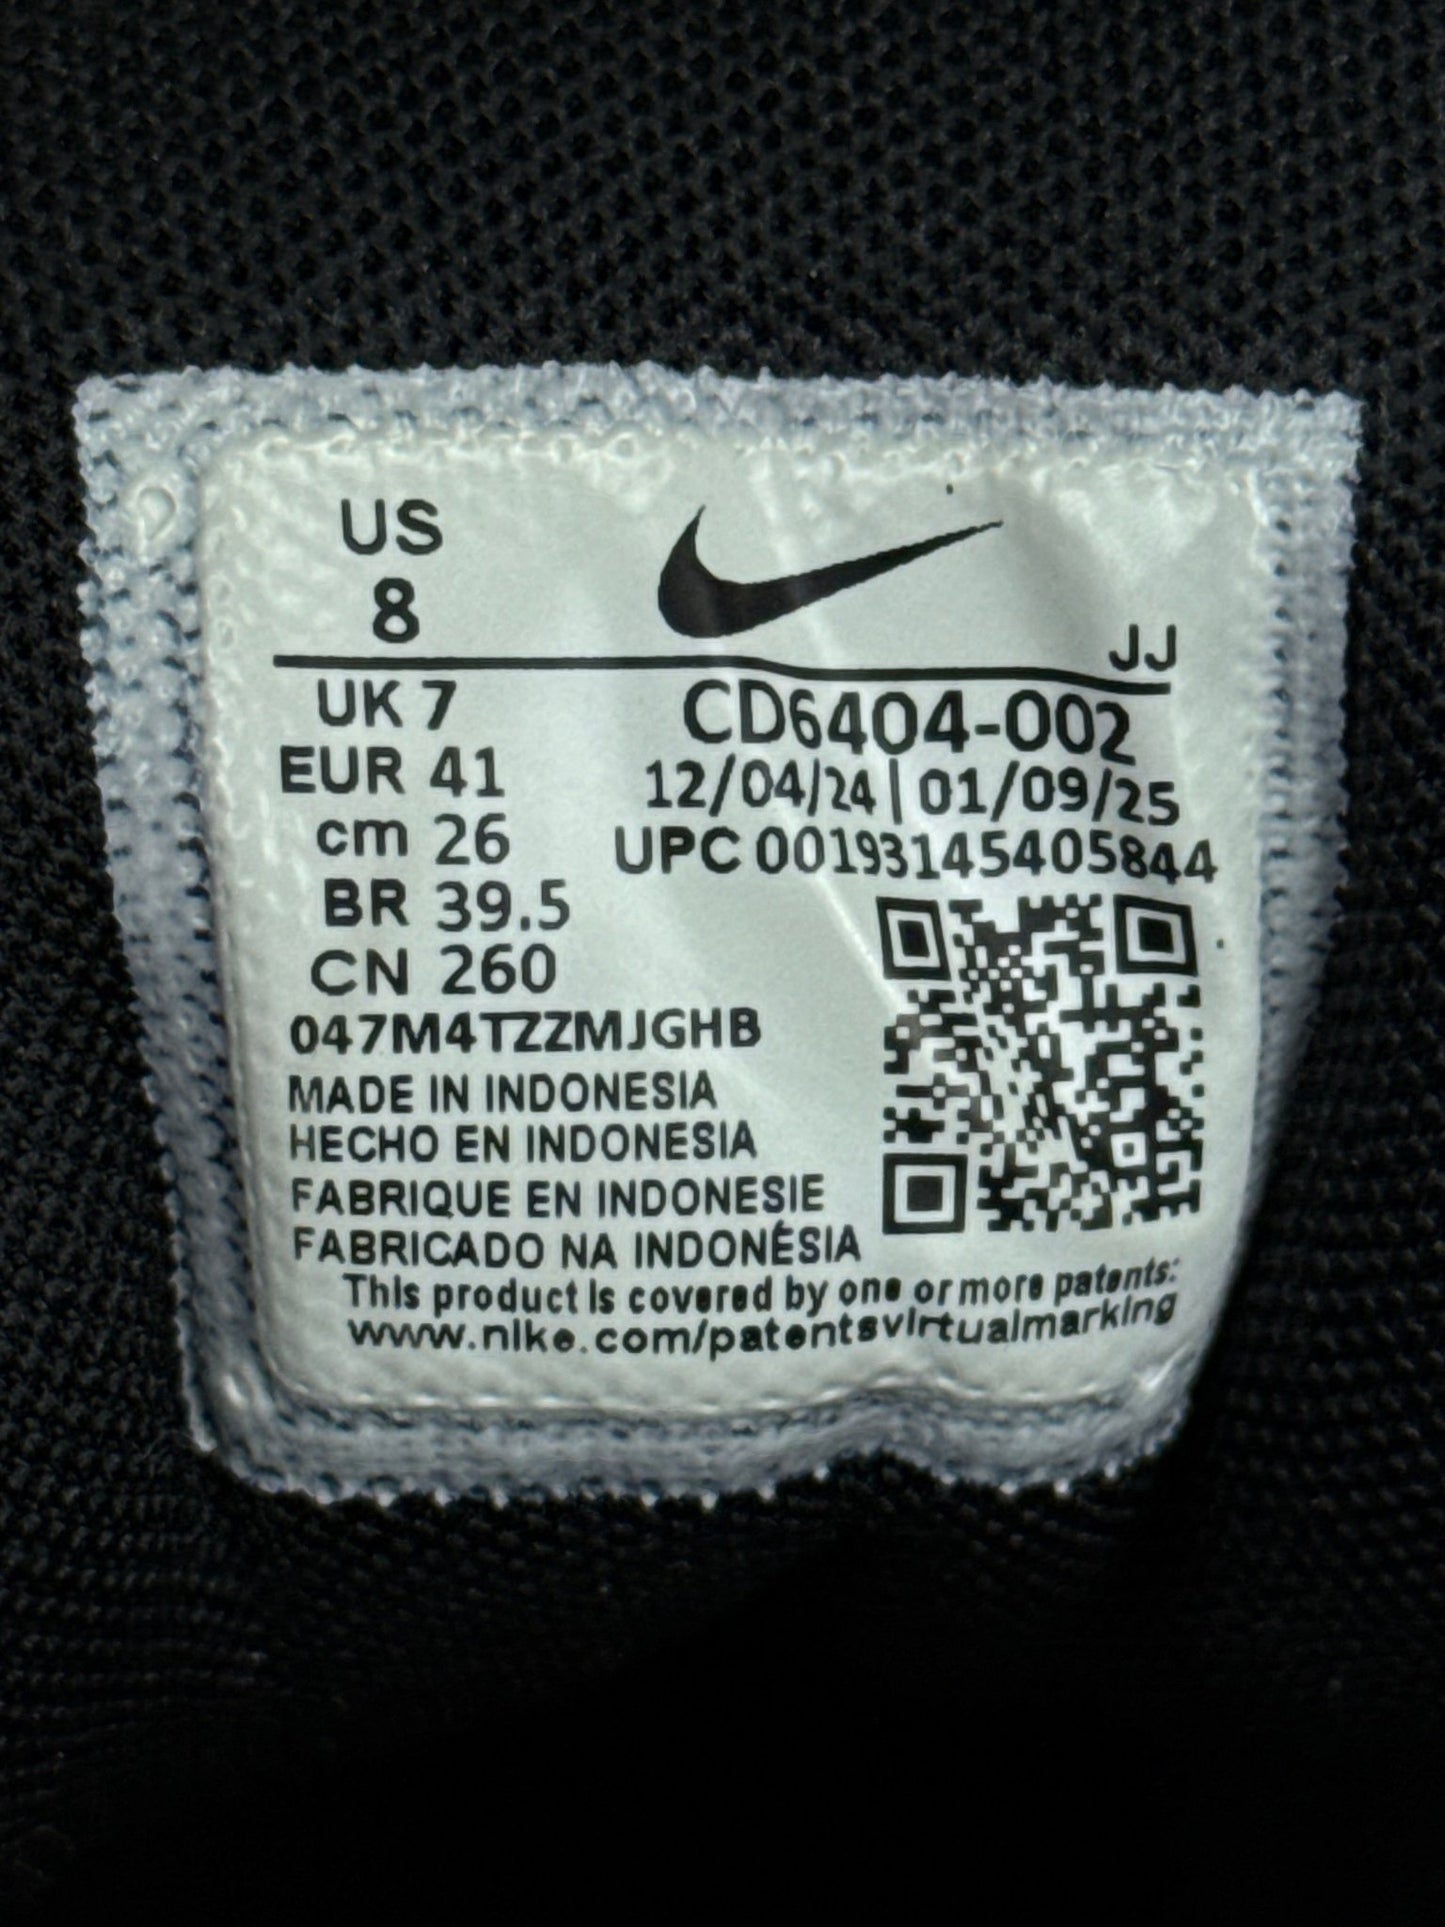 US
8
JJ
UK 7
CD6404-002
EUR 41
12/04/24 | 01/09/25
cm 26
UPC 00193145405844
BR 39.5
CN 260
047M4TZZMJGHB
MADE IN INDONESIA
HECHO EN INDONESIA
FABRIQUE EN INDONESIE
FABRICADO NA INDONÉSIA
This product is covered by one or more patents:
www.nike.com/patentsvirtualmarking